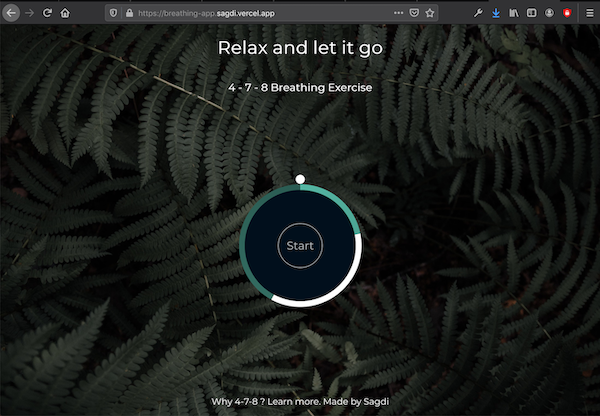 https://breathing-app.sagdi.vercel.app
Relax and let it go
4 - 7 - 8 Breathing Exercise
Start
Why 4-7-8 ? Learn more. Made by Sagdi